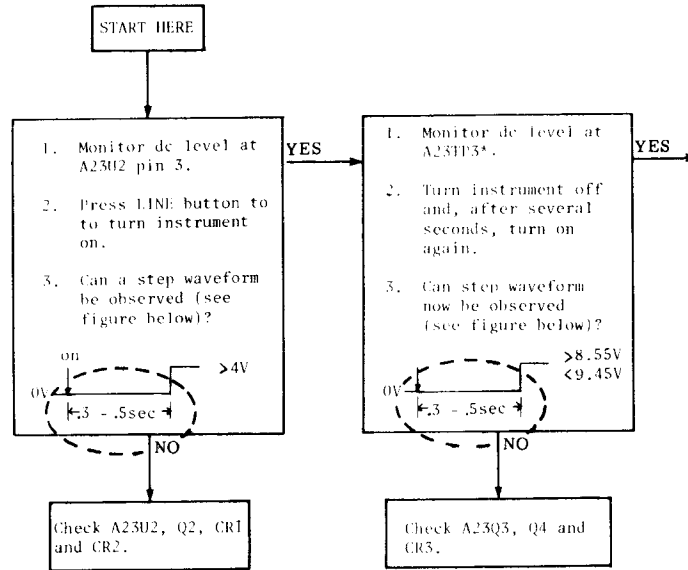 START HERE
1. Monitor dc level at
A23U2 pin 3.
2. Press LINE button to
to turn instrument
on.
3. Can a step waveform
be observed (see
figure below)?
on
>4V
0V
.3 - .5sec
YES
NO
Check A23U2, Q2, CR1
and CR2.
1. Monitor dc level at
A23TP3*.
2. Turn instrument off
and, after several
seconds, turn on
again.
3. Can step waveform
now be observed
(see figure below)?
>8.55V
<9.45V
0V
.3 - .5sec
YES
NO
Check A23Q3, Q4 and
CR3.